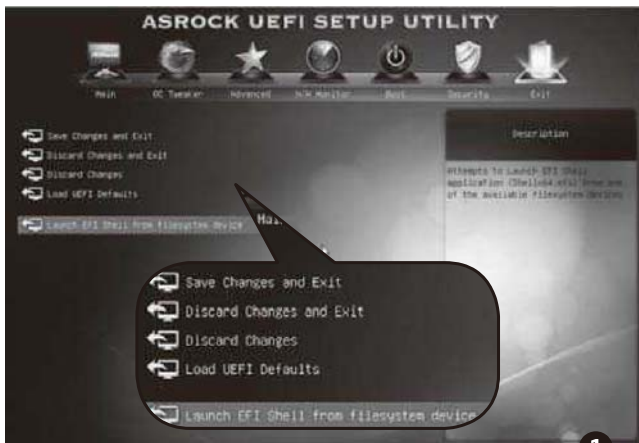 ASROCK UEFI SETUP UTILITY
Main
OC Tweaker
Advanced
H/W Monitor
Boot
Security
Exit
Save Changes and Exit
Discard Changes and Exit
Discard Changes
Load UEFI Defaults
Launch EFI Shell from filesystem device
Description
Attempts to Launch EFI Shell
application (Shellx64.efi) from one
of the available filesystem devices
Mai
Save Changes and Exit
Discard Changes and Exit
Discard Changes
Load UEFI Defaults
Launch EFI Shell from filesystem device
1